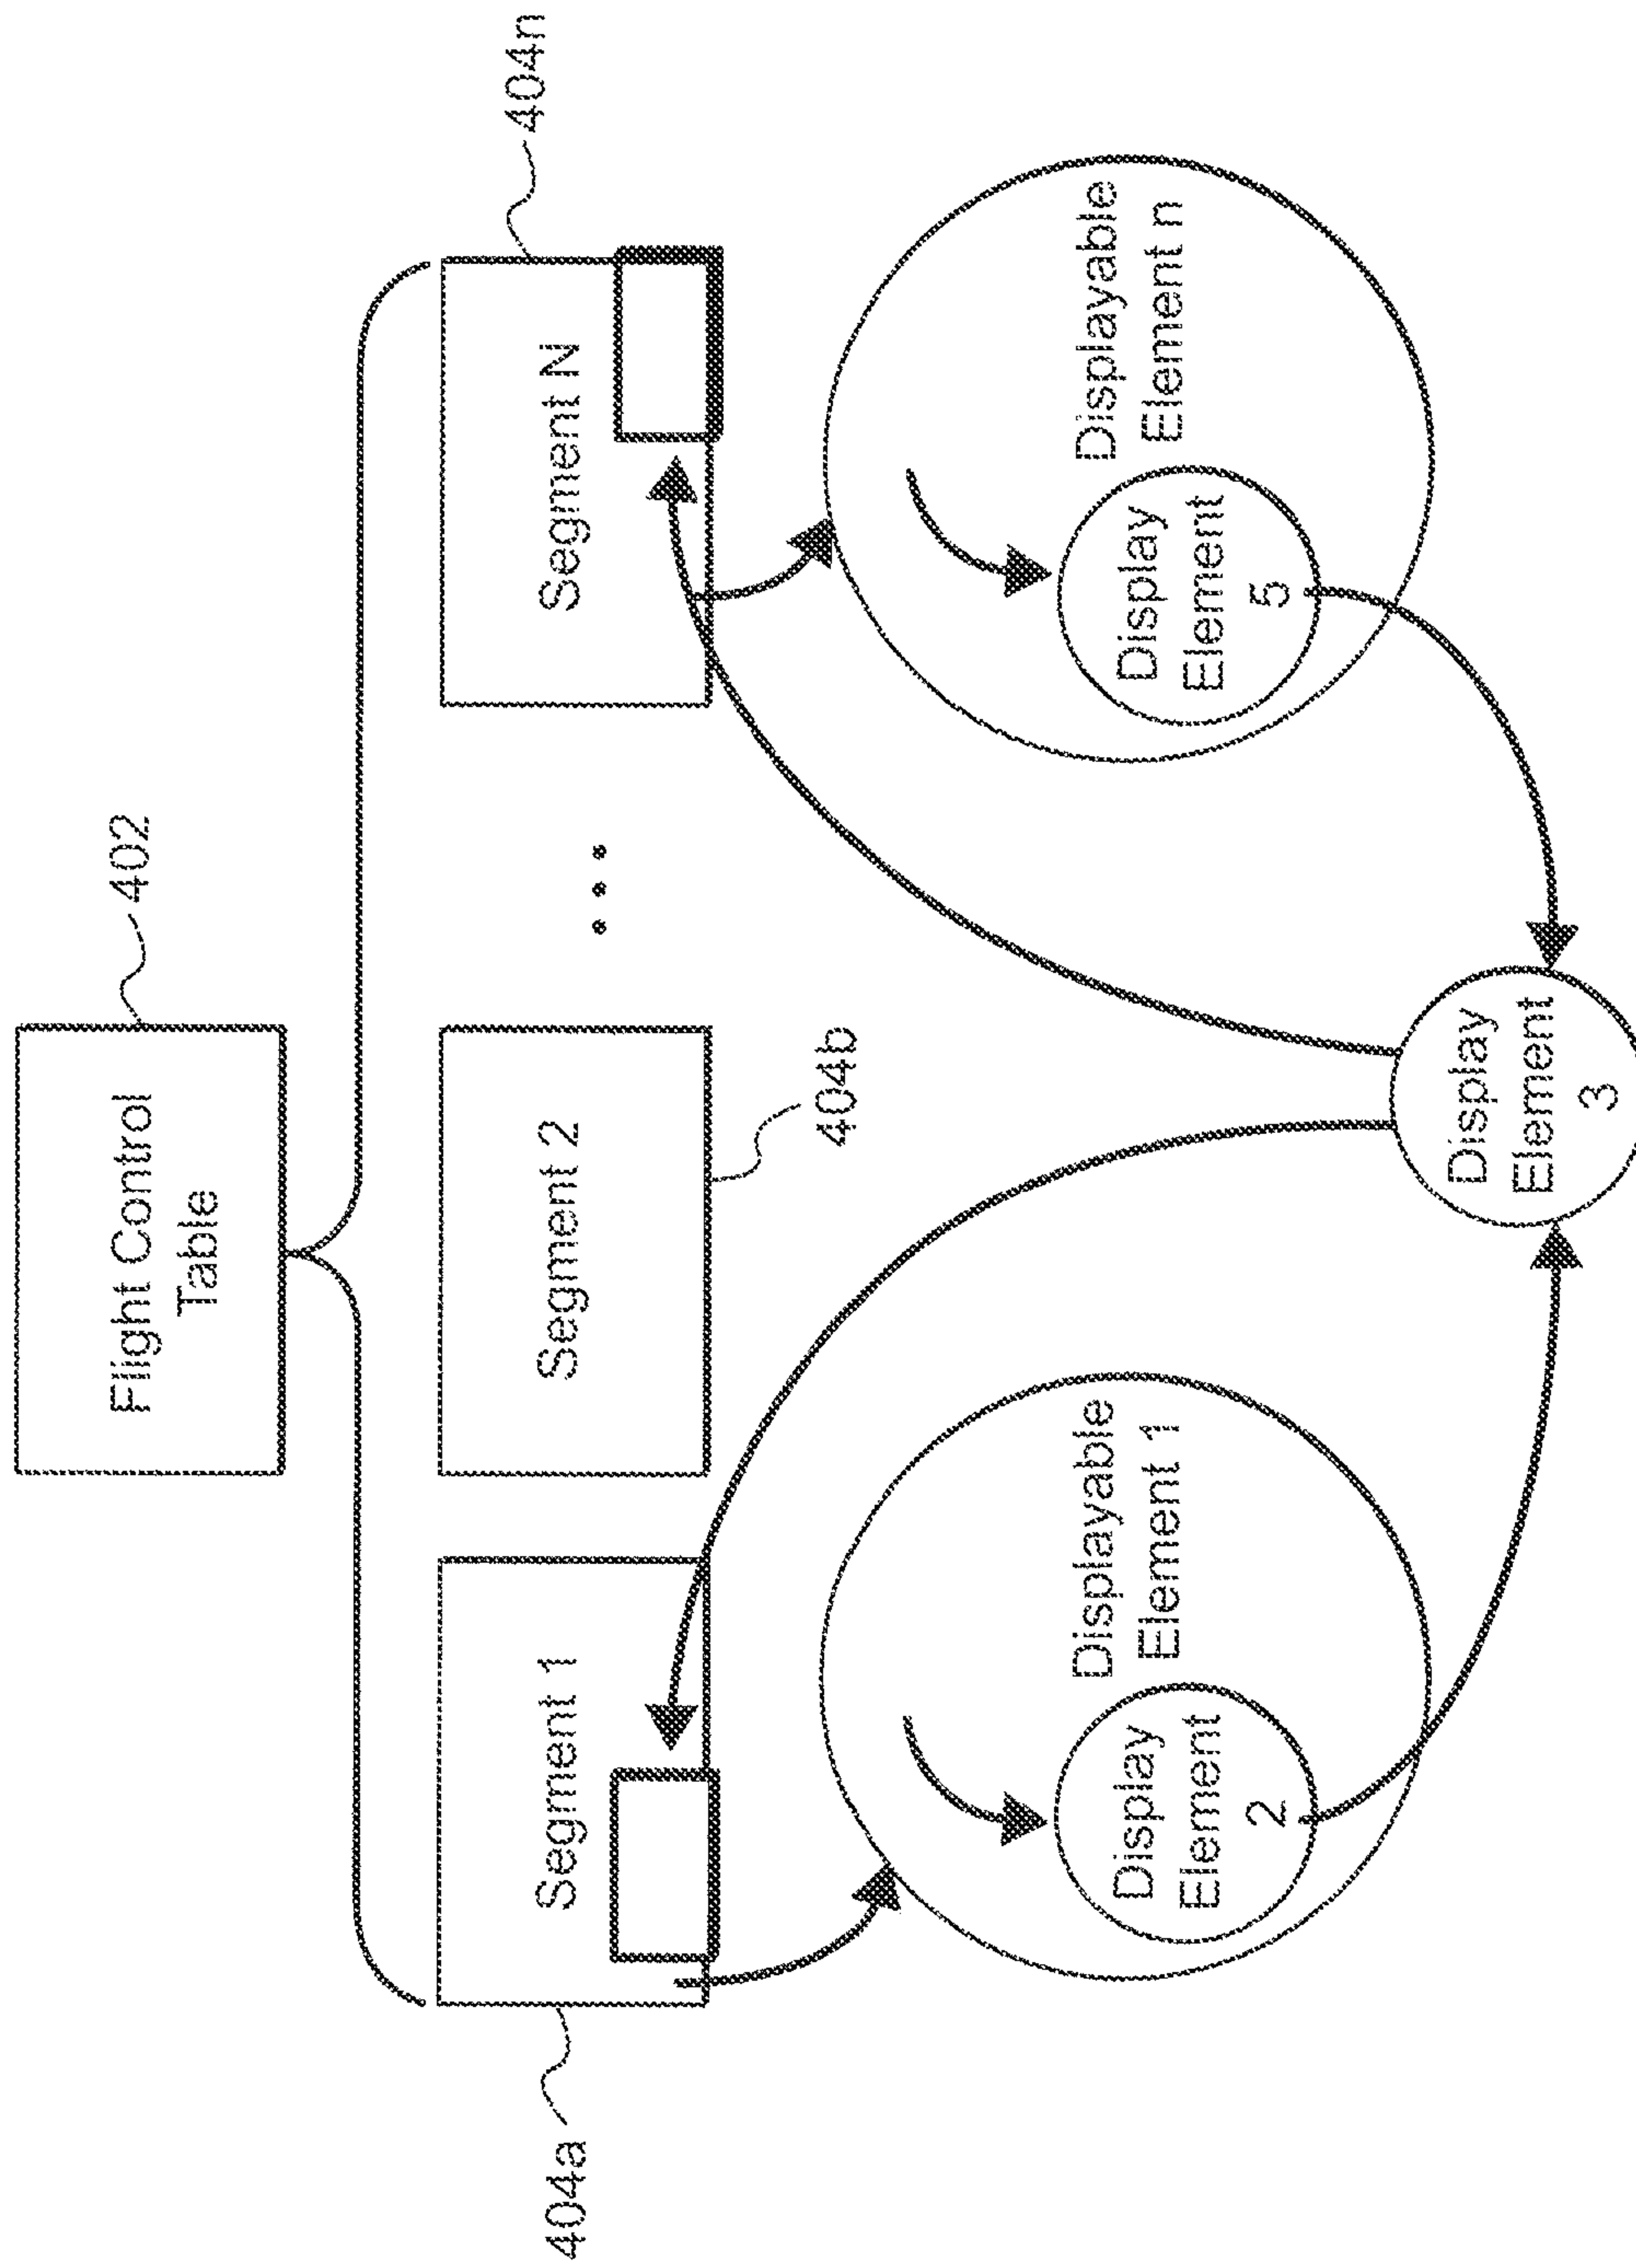 Flight Control
Table
402
Segment 1
Segment 2
Segment N
404a
404b
404n
Displayable
Element 1
Display
Element
2
Displayable
Element n
Display
Element
5
Display
Element
3